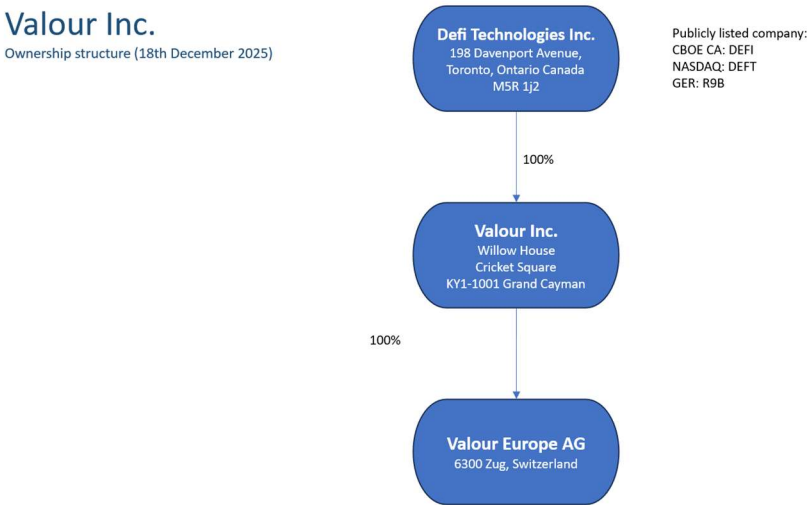 Valour Inc.
Ownership structure (18th December 2025)
Defi Technologies Inc.
198 Davenport Avenue,
Toronto, Ontario Canada
M5R 1j2
Publicly listed company:
CBOE CA: DEFI
NASDAQ: DEFT
GER: R9B
100%
Valour Inc.
Willow House
Cricket Square
KY1-1001 Grand Cayman
100%
Valour Europe AG
6300 Zug, Switzerland